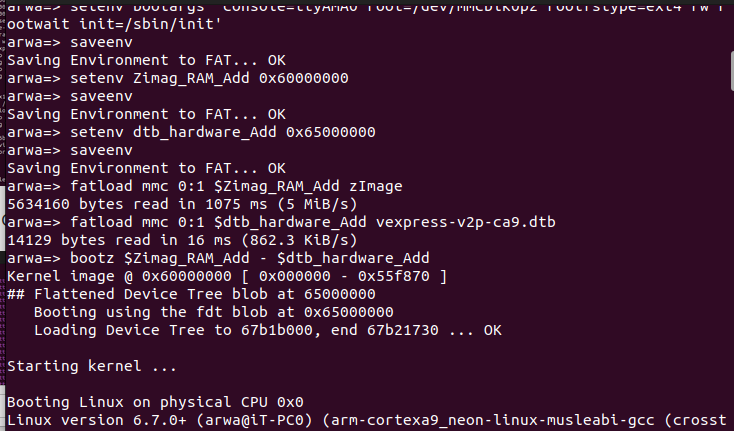 arwa=> setenv bootargs 'console=ttyAMA0 root=/dev/mmcblk0p2 rootfstype=ext4 rw r
ootwait init=/sbin/init'
arwa=> saveenv
Saving Environment to FAT... OK
arwa=> setenv Zimag_RAM_Add 0x60000000
arwa=> saveenv
Saving Environment to FAT... OK
arwa=> setenv dtb_hardware_Add 0x65000000
arwa=> saveenv
Saving Environment to FAT... OK
arwa=> fatload mmc 0:1 $Zimag_RAM_Add zImage
5634160 bytes read in 1075 ms (5 MiB/s)
arwa=> fatload mmc 0:1 $dtb_hardware_Add vexpress-v2p-ca9.dtb
14129 bytes read in 16 ms (862.3 KiB/s)
arwa=> bootz $Zimag_RAM_Add - $dtb_hardware_Add
Kernel image @ 0x60000000 [ 0x000000 - 0x55f870 ]
## Flattened Device Tree blob at 65000000
   Booting using the fdt blob at 0x65000000
   Loading Device Tree to 67b1b000, end 67b21730 ... OK
Starting kernel ...
Booting Linux on physical CPU 0x0
Linux version 6.7.0+ (arwa@iT-PC0) (arm-cortexa9_neon-linux-musleabi-gcc (crosst